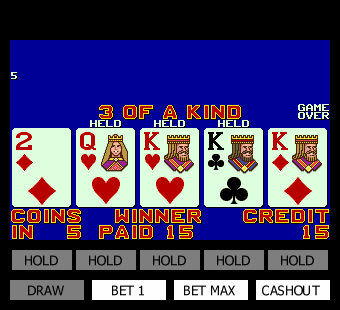 5
3 OF A KIND
GAME OVER
HELD HELD HELD
2 Q K K K
COINS WINNER CREDIT
IN 5 PAID 15 15
HOLD HOLD HOLD HOLD HOLD
DRAW BET 1 BET MAX CASHOUT